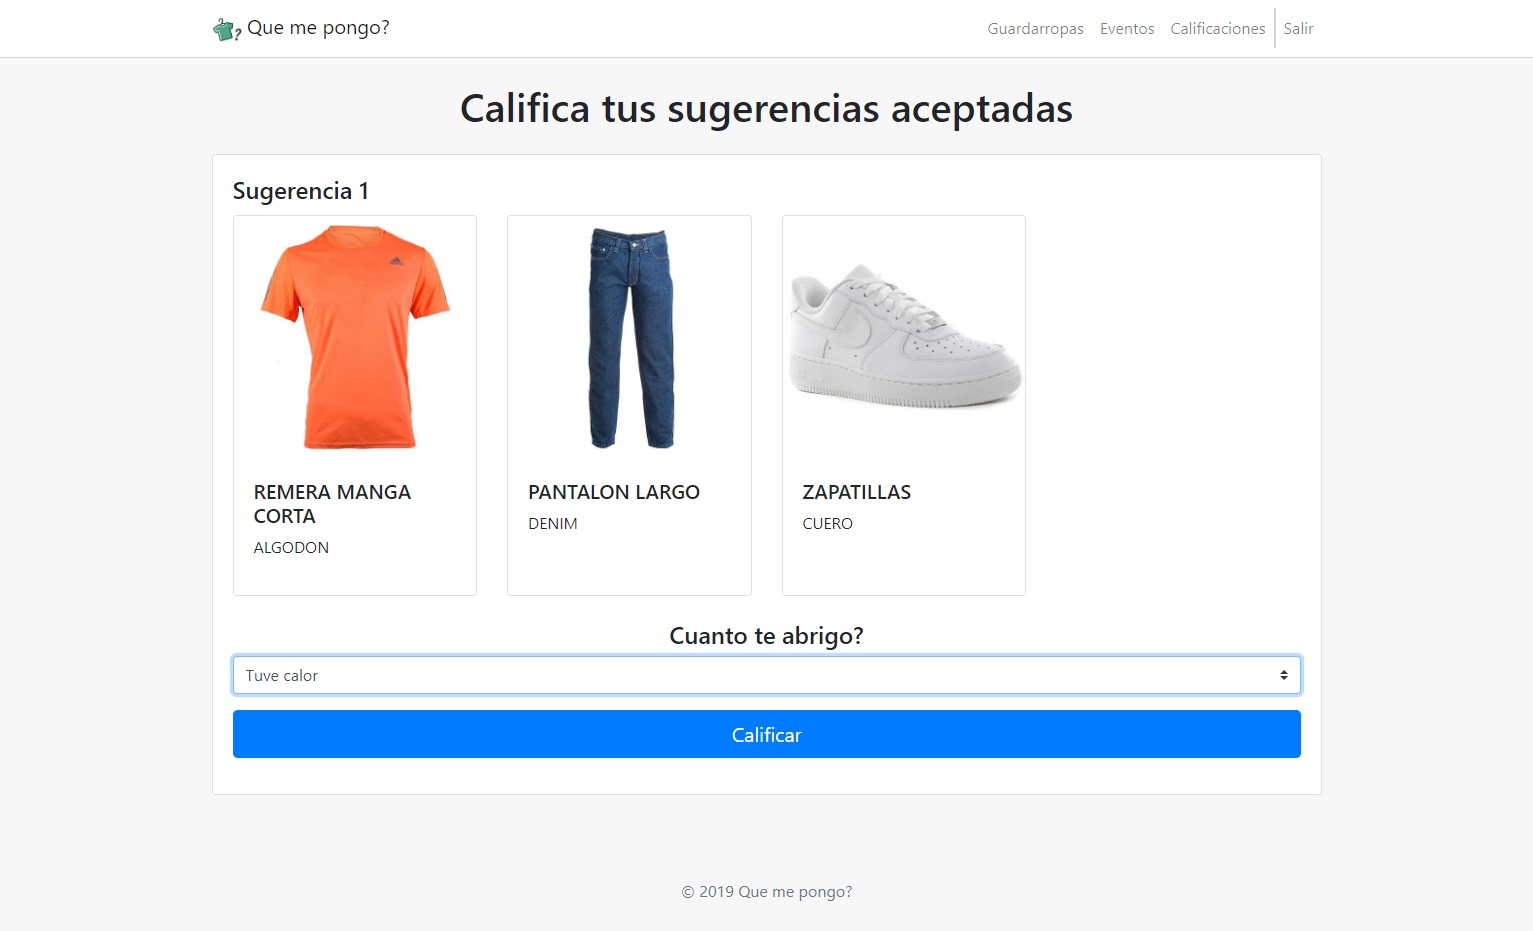 Que me pongo?
Guardarropas
Eventos
Calificaciones
Salir
Califica tus sugerencias aceptadas
Sugerencia 1
REMERA MANGA
CORTA
ALGODON
PANTALON LARGO
DENIM
ZAPATILLAS
CUERO
Cuanto te abrigo?
Tuve calor
Calificar
© 2019 Que me pongo?